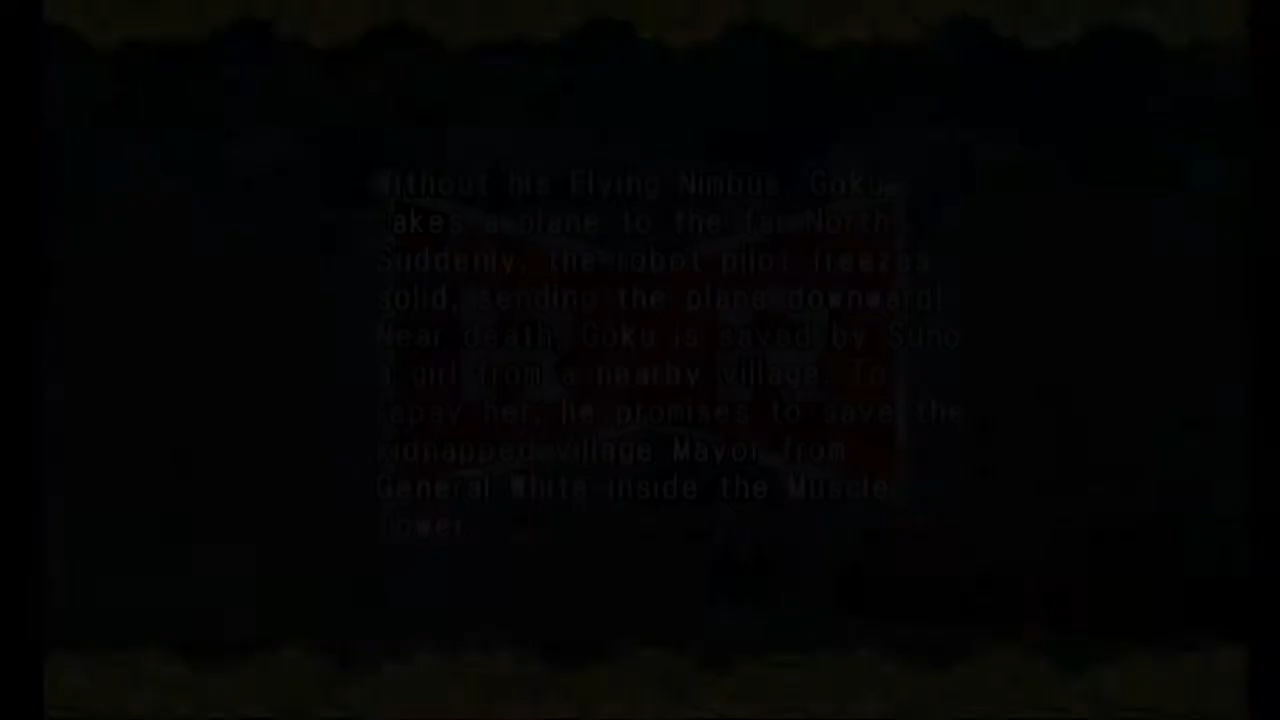 Without his Flying Nimbus, Goku
takes a plane to the far North.
Suddenly, the robot pilot freezes
solid, sending the plane downward!
Near death, Goku is saved by Suno
a girl from a nearby village. To
repay her, he promises to save the
kidnapped village Mayor from
General White inside the Muscle
Tower